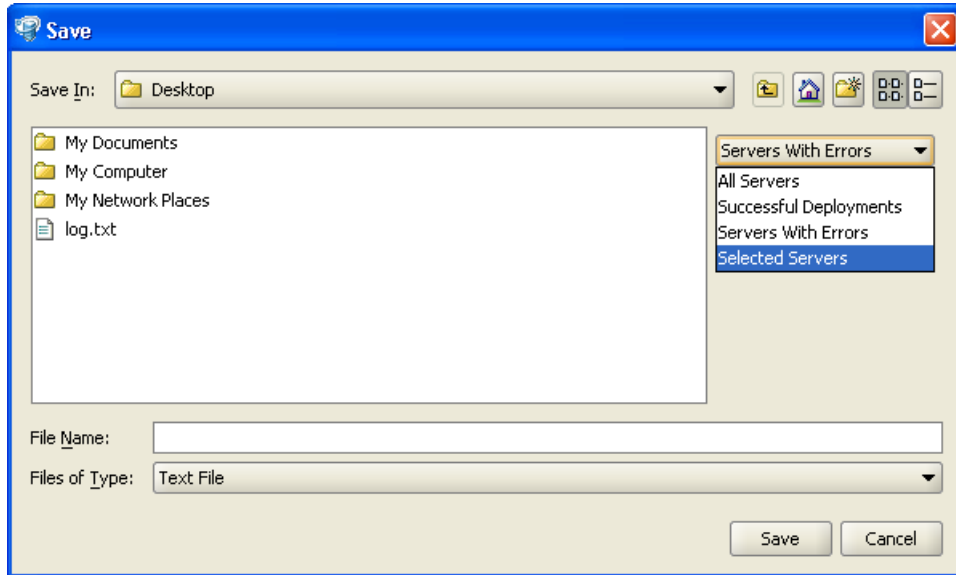 Save
Save In: Desktop
My Documents
My Computer
My Network Places
log.txt
Servers With Errors
All Servers
Successful Deployments
Servers With Errors
Selected Servers
File Name:
Files of Type: Text File
Save Cancel